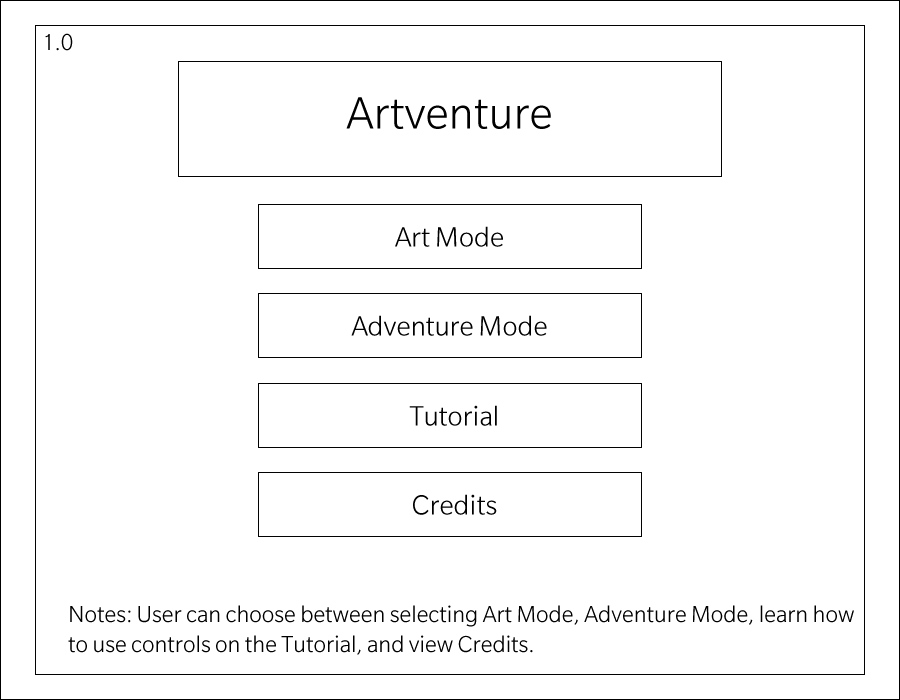 1.0
Artventure
Art Mode
Adventure Mode
Tutorial
Credits
Notes: User can choose between selecting Art Mode, Adventure Mode, learn how
to use controls on the Tutorial, and view Credits.